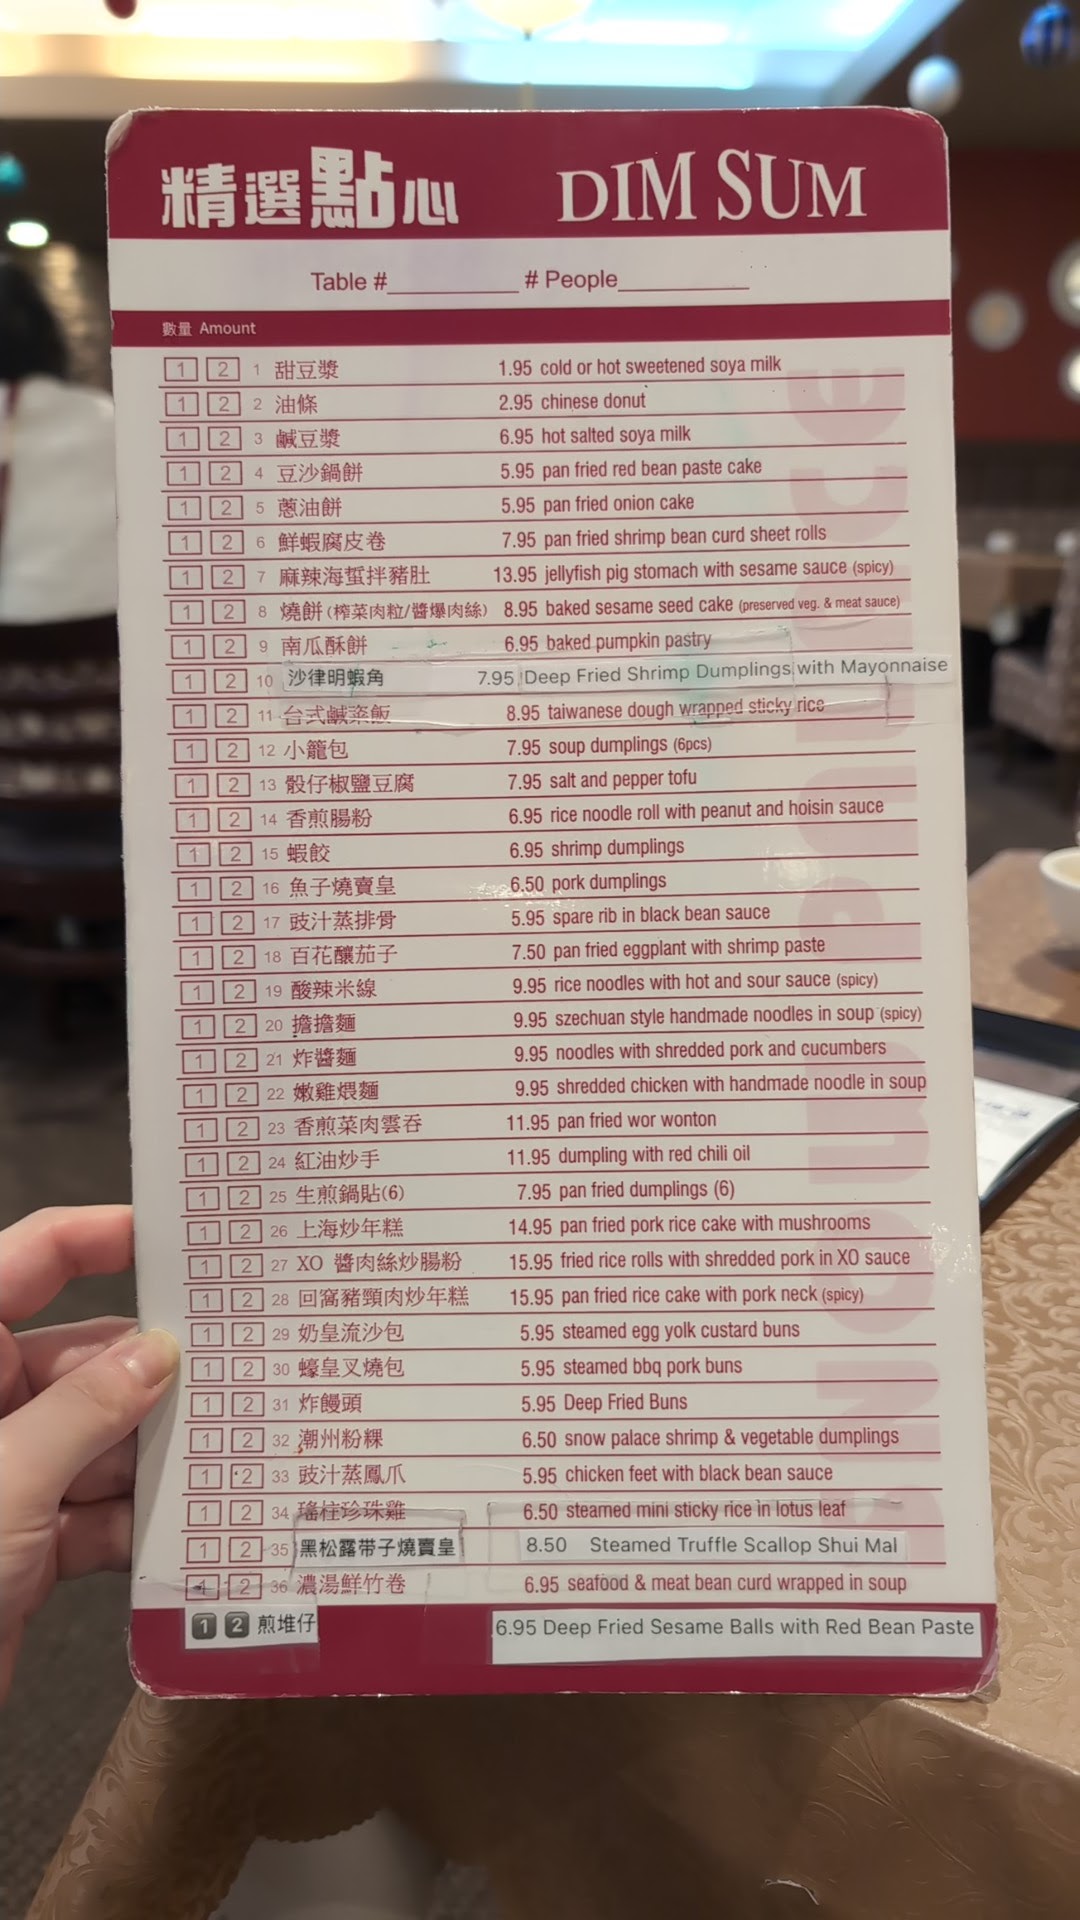 精選點心 DIM SUM
Table #__________ # People__________
數量 Amount
1 2 1 甜豆漿 1.95 cold or hot sweetened soya milk
1 2 2 油條 2.95 chinese donut
1 2 3 鹹豆漿 6.95 hot salted soya milk
1 2 4 豆沙鍋餅 5.95 pan fried red bean paste cake
1 2 5 蔥油餅 5.95 pan fried onion cake
1 2 6 鮮蝦腐皮卷 7.95 pan fried shrimp bean curd sheet rolls
1 2 7 麻辣海蜇拌豬肚 13.95 jellyfish pig stomach with sesame sauce (spicy)
1 2 8 燒餅(榨菜肉粒/醬爆肉絲) 8.95 baked sesame seed cake (preserved veg. & meat sauce)
1 2 9 南瓜酥餅 6.95 baked pumpkin pastry
1 2 10 沙律明蝦角 7.95 Deep Fried Shrimp Dumplings with Mayonnaise
1 2 11 台式鹹粢飯 8.95 taiwanese dough wrapped sticky rice
1 2 12 小籠包 7.95 soup dumplings (6pcs)
1 2 13 骰仔椒鹽豆腐 7.95 salt and pepper tofu
1 2 14 香煎腸粉 6.95 rice noodle roll with peanut and hoisin sauce
1 2 15 蝦餃 6.95 shrimp dumplings
1 2 16 魚子燒賣皇 6.50 pork dumplings
1 2 17 豉汁蒸排骨 5.95 spare rib in black bean sauce
1 2 18 百花釀茄子 7.50 pan fried eggplant with shrimp paste
1 2 19 酸辣米線 9.95 rice noodles with hot and sour sauce (spicy)
1 2 20 擔擔麵 9.95 szechuan style handmade noodles in soup (spicy)
1 2 21 炸醬麵 9.95 noodles with shredded pork and cucumbers
1 2 22 嫩雞煨麵 9.95 shredded chicken with handmade noodle in soup
1 2 23 香煎菜肉雲吞 11.95 pan fried wor wonton
1 2 24 紅油炒手 11.95 dumpling with red chili oil
1 2 25 生煎鍋貼(6) 7.95 pan fried dumplings (6)
1 2 26 上海炒年糕 14.95 pan fried pork rice cake with mushrooms
1 2 27 XO 醬肉絲炒腸粉 15.95 fried rice rolls with shredded pork in XO sauce
1 2 28 回窩豬頸肉炒年糕 15.95 pan fried rice cake with pork neck (spicy)
1 2 29 奶皇流沙包 5.95 steamed egg yolk custard buns
1 2 30 蠔皇叉燒包 5.95 steamed bbq pork buns
1 2 31 炸饅頭 5.95 Deep Fried Buns
1 2 32 潮州粉粿 6.50 snow palace shrimp & vegetable dumplings
1 2 33 豉汁蒸鳳爪 5.95 chicken feet with black bean sauce
1 2 34 瑤柱珍珠雞 6.50 steamed mini sticky rice in lotus leaf
1 2 35 黑松露帶子燒賣皇 8.50 Steamed Truffle Scallop Shui Mai
1 2 36 濃湯鮮竹卷 6.95 seafood & meat bean curd wrapped in soup
1 2 煎堆仔 6.95 Deep Fried Sesame Balls with Red Bean Paste